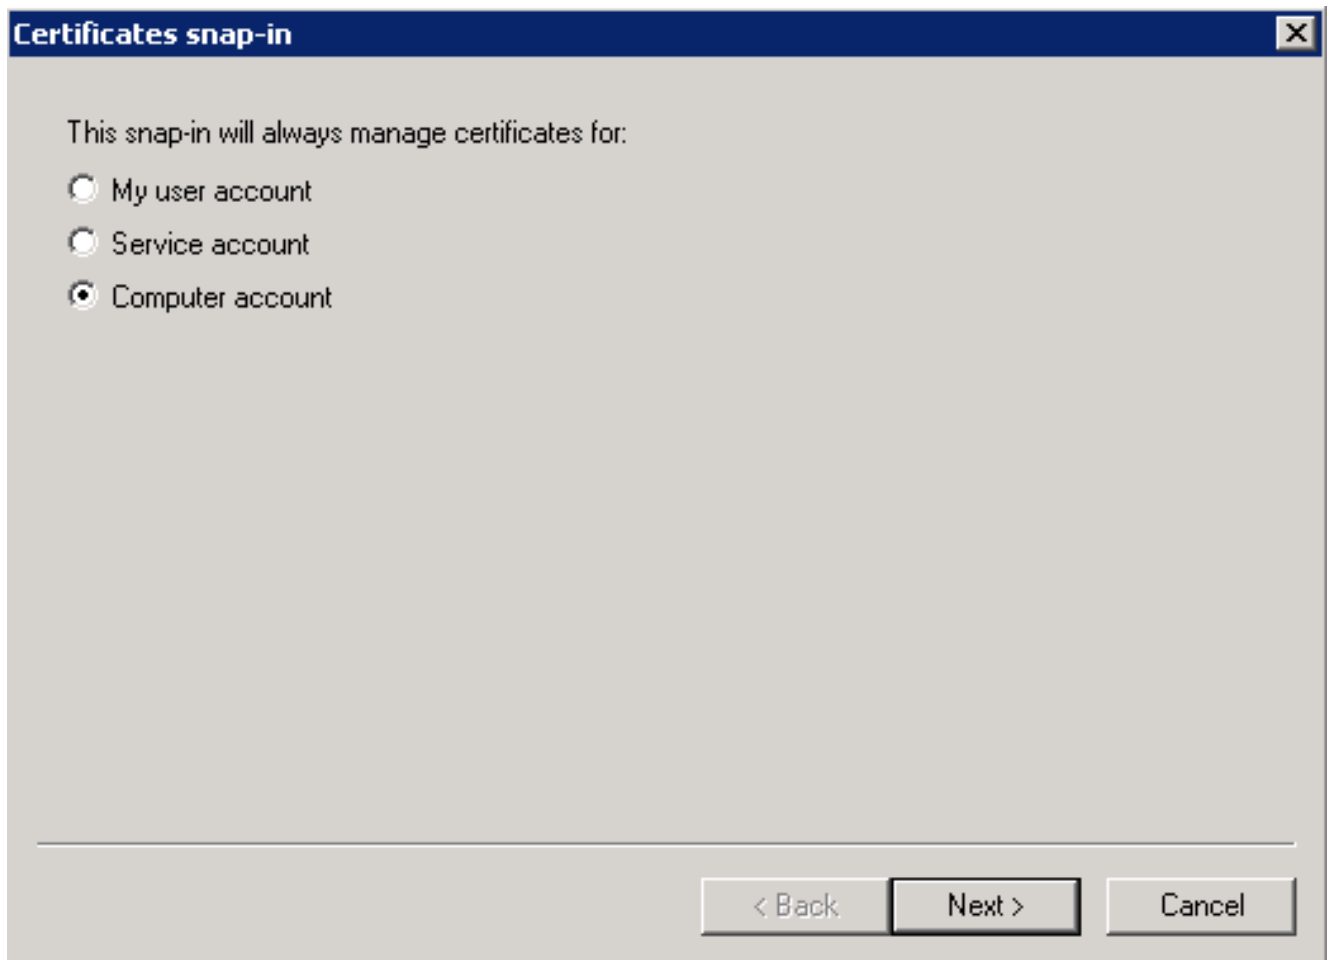 Certificates snap-in
This snap-in will always manage certificates for:
My user account
Service account
Computer account
< Back
Next >
Cancel